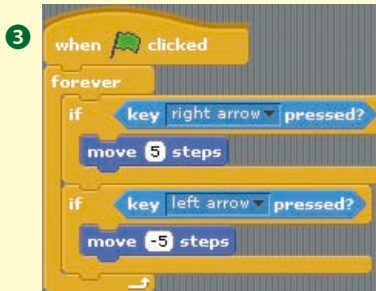 3
when clicked
forever
if key right arrow pressed?
move 5 steps
if key left arrow pressed?
move -5 steps